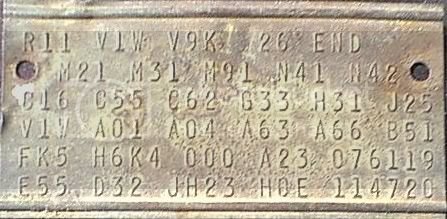 R11 V1W V9K 26 END
M21 M31 M91 N41 N42
C16 C55 C62 G33 H31 J25
V1W A01 A04 A63 A66 B51
FK5 H6K4 000 A23 076119
E55 D32 JH23 H0E 114720